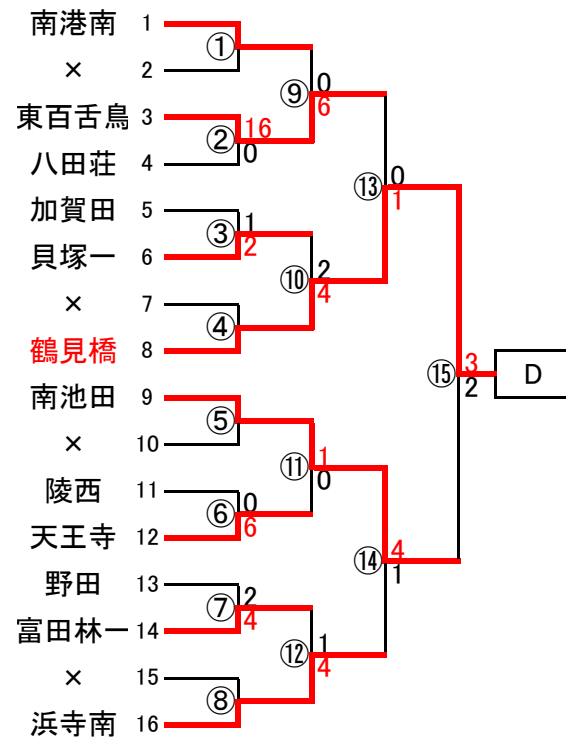 南港南 1
①
× 2
⑨ 0
6
東百舌鳥 3
② 16
0
八田荘 4
⑬ 0
1
加賀田 5
③ 1
2
貝塚一 6
⑩ 2
4
× 7
④
鶴見橋 8
⑮ 3
2
D
南池田 9
⑤
× 10
⑪ 1
0
陵西 11
⑥ 0
6
天王寺 12
⑭ 4
1
野田 13
⑦ 2
4
富田林一 14
⑫ 1
4
× 15
⑧
浜寺南 16